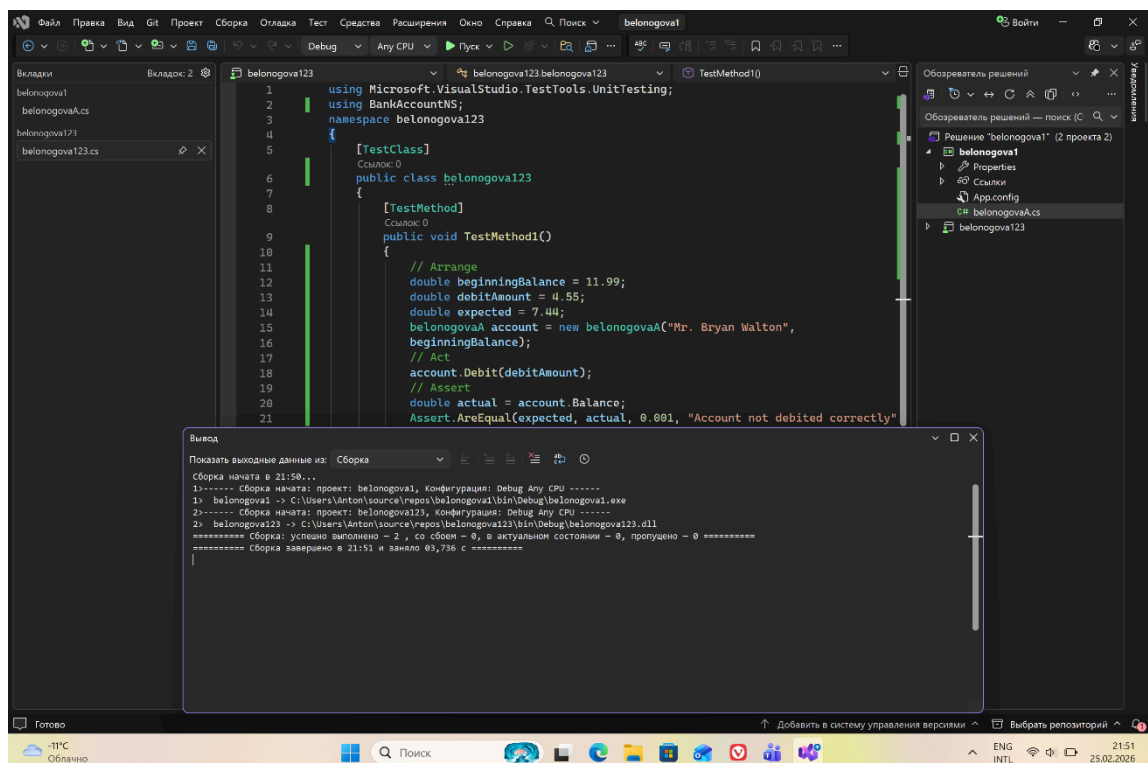 Файл Правка Вид Git Проект Сборка Отладка Тест Средства Расширения Окно Справка Поиск belonogova1 Войти
Debug Any CPU Пуск
Вкладки Вкладок: 2
belonogova1
belonogovaA.cs
belonogova123
belonogova123.cs
belonogova123 belonogova123.belonogova123 TestMethod1()
1 using Microsoft.VisualStudio.TestTools.UnitTesting;
2 using BankAccountNS;
3 namespace belonogova123
4 {
5 [TestClass]
Ссылок: 0
6 public class belonogova123
7 {
8 [TestMethod]
Ссылок: 0
9 public void TestMethod1()
10 {
11 // Arrange
12 double beginningBalance = 11.99;
13 double debitAmount = 4.55;
14 double expected = 7.44;
15 belonogovaA account = new belonogovaA("Mr. Bryan Walton",
16 beginningBalance);
17 // Act
18 account.Debit(debitAmount);
19 // Assert
20 double actual = account.Balance;
21 Assert.AreEqual(expected, actual, 0.001, "Account not debited correctly"
Обозреватель решений
Обозреватель решений — поиск (C
Решение "belonogova1" (2 проекта 2)
belonogova1
Properties
Ссылки
App.config
C# belonogovaA.cs
belonogova123
Уведомления
Вывод
Показать выходные данные из: Сборка
Сборка начата в 21:50...
1>------ Сборка начата: проект: belonogova1, Конфигурация: Debug Any CPU ------
1> belonogova1 -> C:\Users\Anton\source\repos\belonogova1\bin\Debug\belonogova1.exe
2>------ Сборка начата: проект: belonogova123, Конфигурация: Debug Any CPU ------
2> belonogova123 -> C:\Users\Anton\source\repos\belonogova123\bin\Debug\belonogova123.dll
========== Сборка: успешно выполнено — 2 , со сбоем — 0, в актуальном состоянии — 0, пропущено — 0 ==========
========== Сборка завершено в 21:51 и заняло 03,736 с ==========
Готово Добавить в систему управления версиями Выбрать репозиторий
-11°C
Облачно
Поиск
ENG
INTL
21:51
25.02.2026